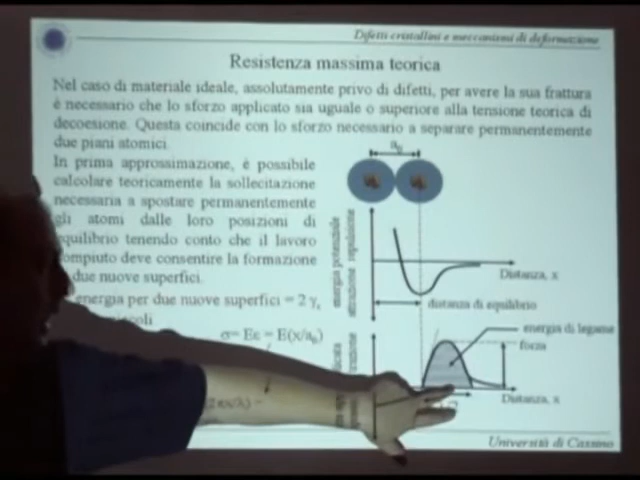 Difetti cristallini e meccanismi di deformazione
Resistenza massima teorica
Nel caso di materiale ideale, assolutamente privo di difetti, per avere la sua frattura
è necessario che lo sforzo applicato sia uguale o superiore alla tensione teorica di
decoesione. Questa coincide con lo sforzo necessario a separare permanentemente
due piani atomici.
In prima approssimazione, è possibile
calcolare teoricamente la sollecitazione
necessaria a spostare permanentemente
gli atomi dalle loro posizioni di
equilibrio tenendo conto che il lavoro
compiuto deve consentire la formazione
due nuove superfici.
energia per due nuove superfici = 2 γ
σ= Eε = E(x/a₀)
a₀
energia potenziale
attrazione repulsione
Distanza, x
distanza di equilibrio
energia di legame
forza
Distanza, x
Università di Cassino